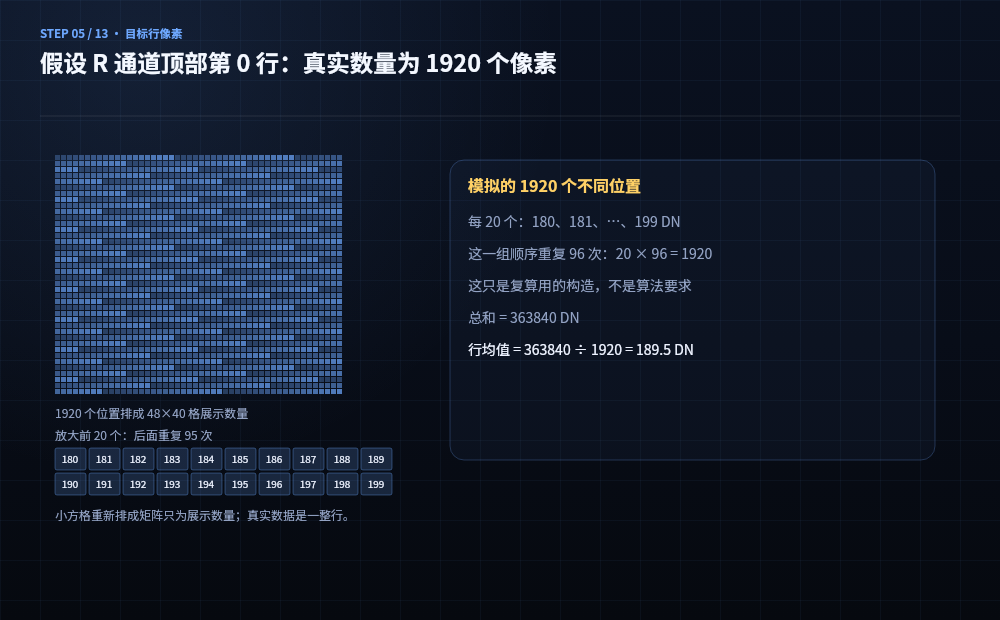 STEP 05 / 13 · 目标行像素
假设 R 通道顶部第 0 行：真实数量为 1920 个像素
1920 个位置排成 48×40 格展示数量
放大前 20 个：后面重复 95 次
180 181 182 183 184 185 186 187 188 189
190 191 192 193 194 195 196 197 198 199
小方格重新排成矩阵只为展示数量；真实数据是一整行。
模拟的 1920 个不同位置
每 20 个：180、181、…、199 DN
这一组顺序重复 96 次：20 × 96 = 1920
这只是复算用的构造，不是算法要求
总和 = 363840 DN
行均值 = 363840 ÷ 1920 = 189.5 DN